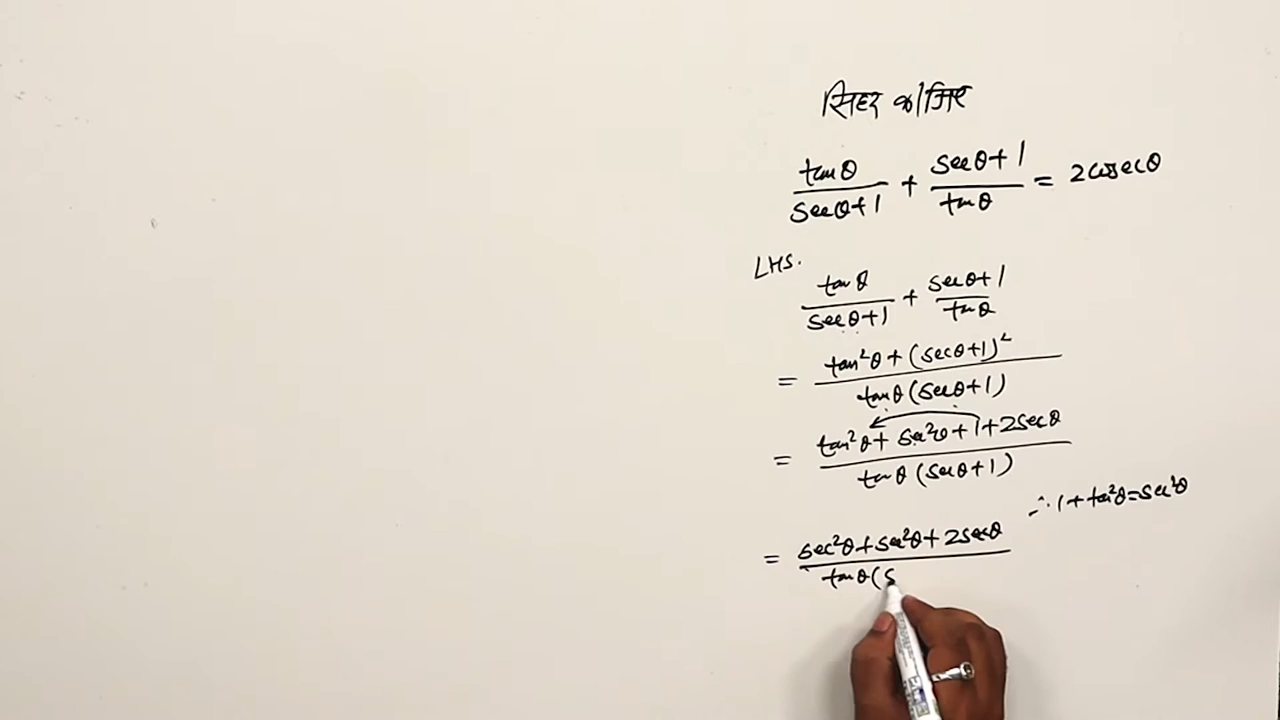 सिद्ध कीजिए
tanθ/secθ+1 + secθ+1/tanθ = 2cosecθ
LHS.
tanθ/secθ+1 + secθ+1/tanθ
= tan²θ + (secθ+1)²/tanθ(secθ+1)
= tan²θ + sec²θ + 1 + 2secθ/tanθ(secθ+1)
∴ 1 + tan²θ = sec²θ
= sec²θ + sec²θ + 2secθ/tanθ(s